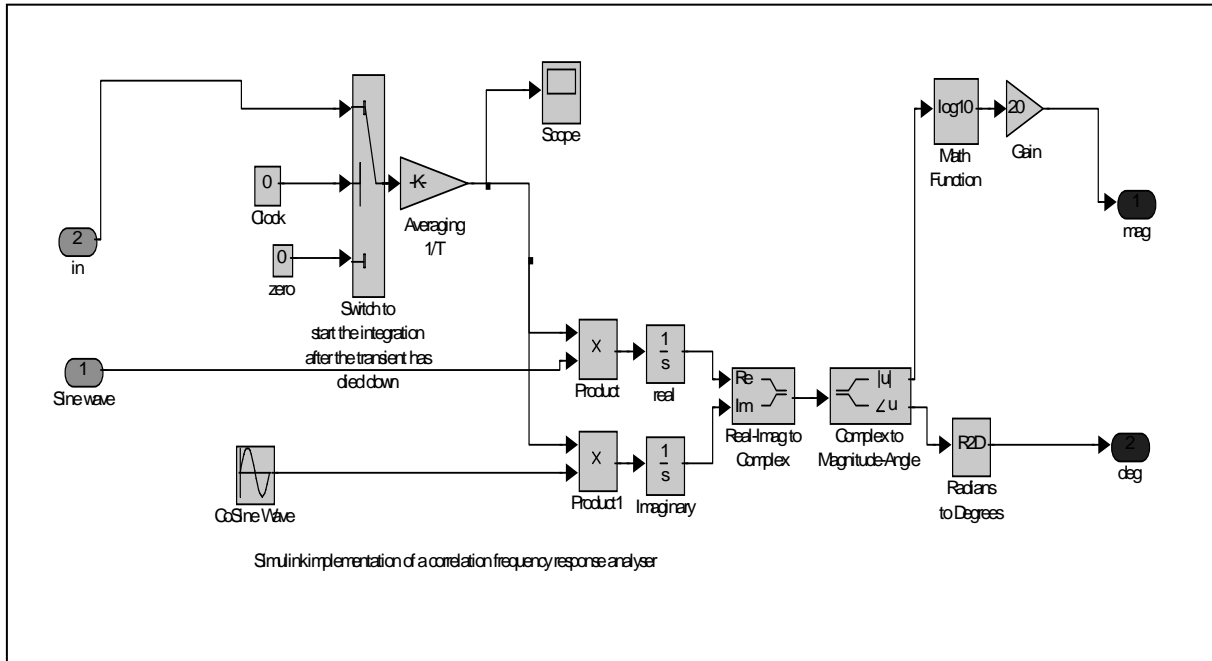 log10
20
Scope
Math
Function
Gain
-K-
0
Clock
Averaging
1/T
1
mag
2
in
0
zero
Switch to
start the integration
after the transient has
died down
1
Sine wave
x
Product
1
s
real
Re
Im
Real-Imag to
Complex
|u|
∠u
Complex to
Magnitude-Angle
x
Product1
1
s
Imaginary
R2D
Radians
to Degrees
2
deg
CoSine Wave
Simulink implementation of a correlation frequency response analyser